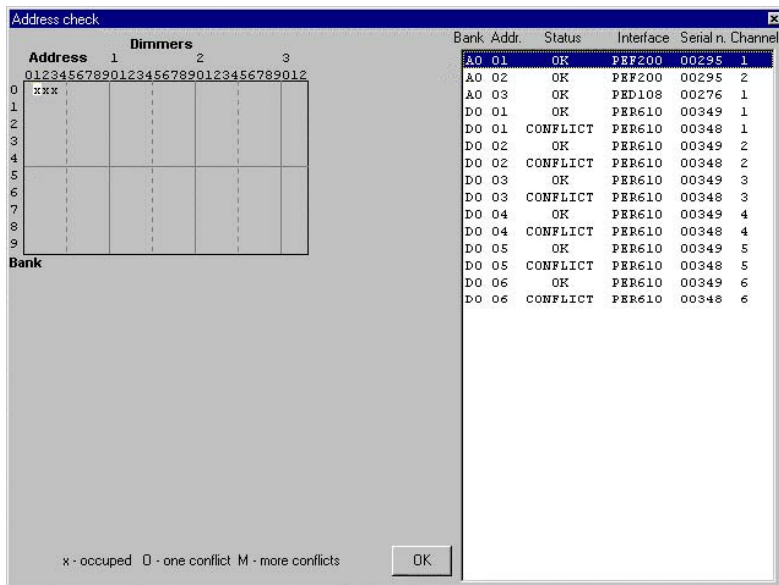 Address check
Dimmers
Address 1 2 3
012345678901234567890123456789012
0 xxx
1
2
3
4
5
6
7
8
9
Bank
Bank Addr. Status Interface Serial n. Channel
A0 01 OK PEF200 00295 1
A0 02 OK PEF200 00295 2
A0 03 OK PED108 00276 1
D0 01 OK PER610 00349 1
D0 01 CONFLICT PER610 00348 1
D0 02 OK PER610 00349 2
D0 02 CONFLICT PER610 00348 2
D0 03 OK PER610 00349 3
D0 03 CONFLICT PER610 00348 3
D0 04 OK PER610 00349 4
D0 04 CONFLICT PER610 00348 4
D0 05 OK PER610 00349 5
D0 05 CONFLICT PER610 00348 5
D0 06 OK PER610 00349 6
D0 06 CONFLICT PER610 00348 6
x - occuped O - one conflict M - more conflicts
OK